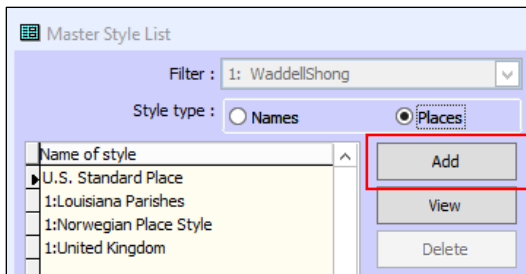 Master Style List
Filter : 1: WaddellShong
Style type : Names Places
Name of style
U.S. Standard Place
1:Louisiana Parishes
1:Norwegian Place Style
1:United Kingdom
Add
View
Delete